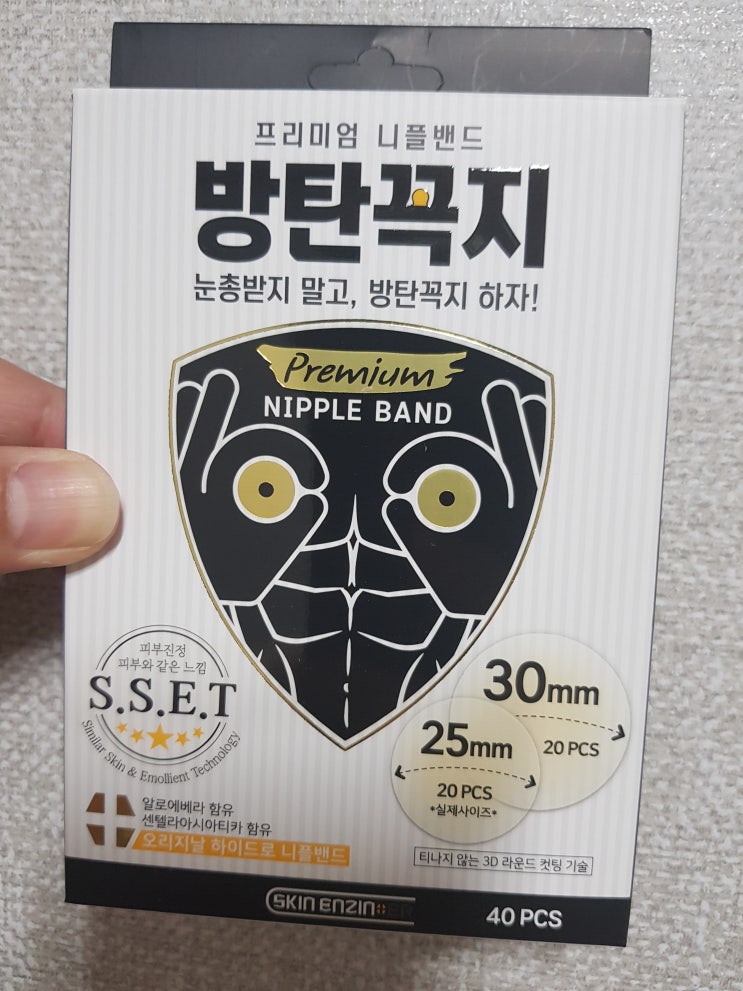 프리미엄 니플밴드
방탄꼭지
눈총받지 말고, 방탄꼭지 하자!
Premium
NIPPLE BAND
피부진정
피부와 같은 느낌
S.S.E.T
Similar Skin & Emollient Technology
30mm
20 PCS
25mm
20 PCS
*실제사이즈*
알로에베라 함유
센텔라아시아티카 함유
오리지날 하이드로 니플밴드
티나지 않는 3D 라운드 컷팅 기술
SKIN ENZIN
40 PCS